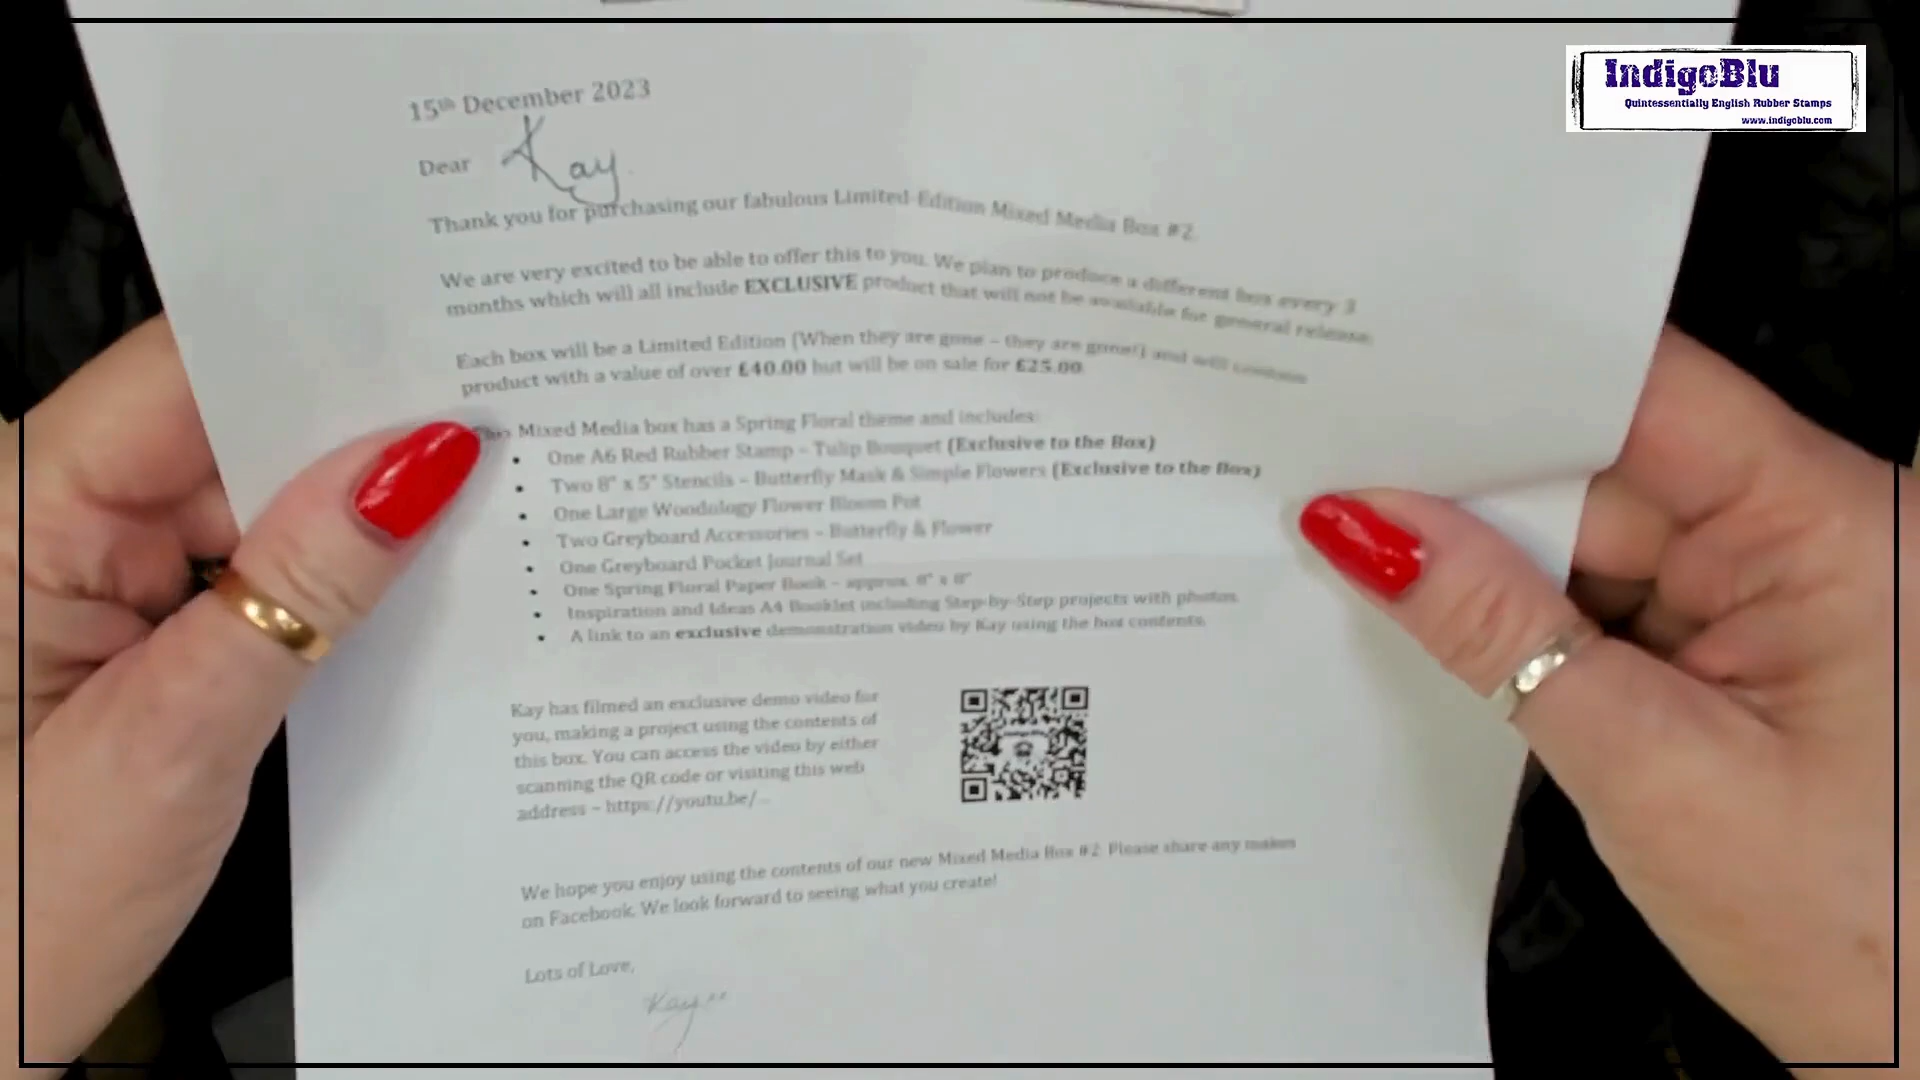 IndigoBlu
Quintessentially English Rubber Stamps
www.indigoblu.com
15th December 2023
Dear Kay
Thank you for purchasing our fabulous Limited-Edition Mixed Media Box #2.
We are very excited to be able to offer this to you. We plan to produce a different box every 3
months which will all include EXCLUSIVE product that will not be available for general release.
Each box will be a Limited Edition (When they are gone – they are gone!) and will contain
product with a value of over £40.00 but will be on sale for £25.00
Mixed Media box has a Spring Floral theme and includes:
• One A6 Red Rubber Stamp – Tulip Bouquet (Exclusive to the Box)
• Two 8" x 5" Stencils – Butterfly Mask & Simple Flowers (Exclusive to the Box)
• One Large Woodology Flower Bloom Pot
• Two Greyboard Accessories – Butterfly & Flower
• One Greyboard Pocket Journal Set
• One Spring Floral Paper Book – approx. 8" x 8"
• Inspiration and Ideas A4 Booklet including Step-by-Step projects with photos.
• A link to an exclusive demonstration video by Kay using the box contents.
Kay has filmed an exclusive demo video for
you, making a project using the contents of
this box. You can access the video by either
scanning the QR code or visiting this web
address – https://youtu.be/...
We hope you enjoy using the contents of our new Mixed Media Box #2. Please share any makes
on Facebook. We look forward to seeing what you create!
Lots of Love,
Kay xx